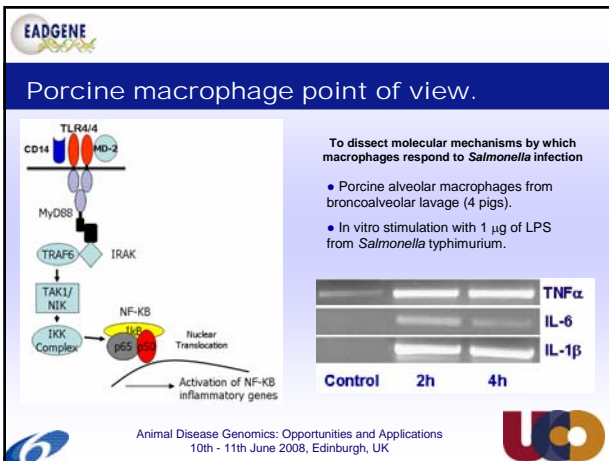 EADGENE
Porcine macrophage point of view.
TLR4/4
CD14
MD-2
MyD88
TRAF6
IRAK
TAK1/
NIK
IKK
Complex
NF-KB
IkB
p65
p50
Nuclear
Translocation
Activation of NF-KB
inflammatory genes
To dissect molecular mechanisms by which
macrophages respond to Salmonella infection
● Porcine alveolar macrophages from
broncoalveolar lavage (4 pigs).
● In vitro stimulation with 1 μg of LPS
from Salmonella typhimurium.
TNFα
IL-6
IL-1β
Control 2h 4h
Animal Disease Genomics: Opportunities and Applications
10th - 11th June 2008, Edinburgh, UK
6
UCO